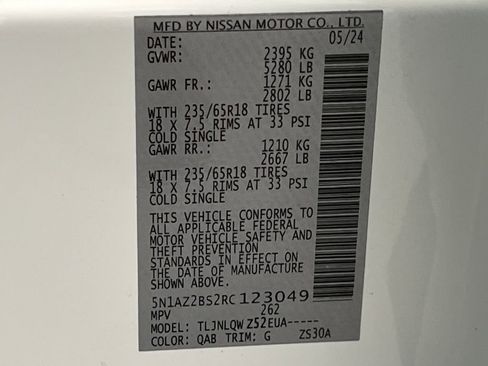 MFD BY NISSAN MOTOR CO., LTD.
DATE: 05/24
GVWR: 2395 KG
5280 LB
GAWR FR.: 1271 KG
2802 LB
WITH 235/65R18 TIRES
18 X 7.5 RIMS AT 33 PSI
COLD SINGLE
GAWR RR.: 1210 KG
2667 LB
WITH 235/65R18 TIRES
18 X 7.5 RIMS AT 33 PSI
COLD SINGLE
THIS VEHICLE CONFORMS TO
ALL APPLICABLE FEDERAL
MOTOR VEHICLE SAFETY AND
THEFT PREVENTION
STANDARDS IN EFFECT ON
THE DATE OF MANUFACTURE
SHOWN ABOVE.
5N1AZ2BS2RC123049
MPV 262
MODEL: TLJNLQW Z52EUA-----
COLOR: QAB TRIM: G ZS30A